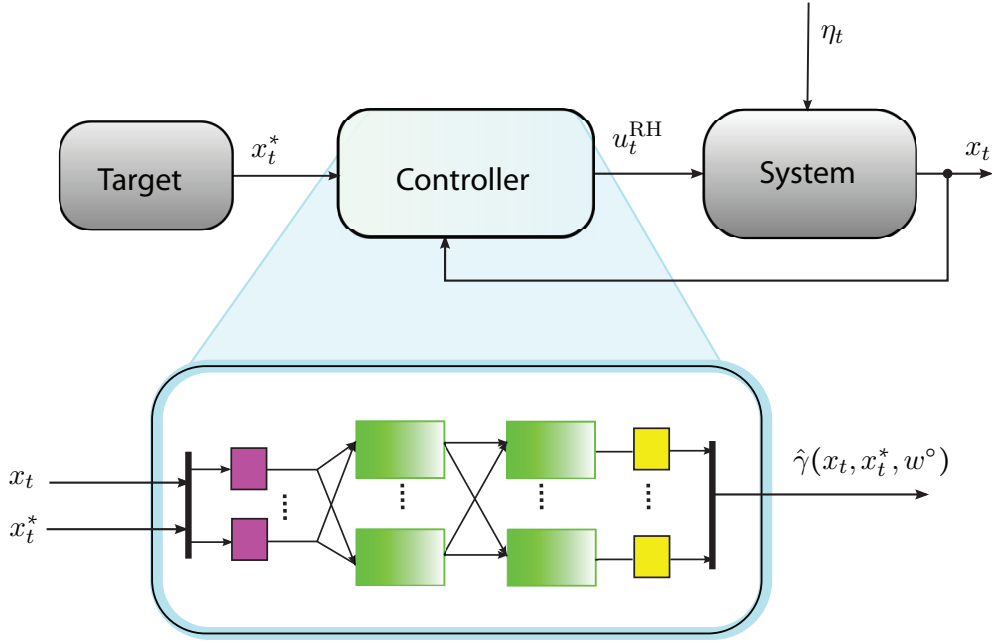 η_t
Target
x_t^*
Controller
u_t^{RH}
System
x_t
x_t
x_t^*
γ̂(x_t, x_t^*, w°)